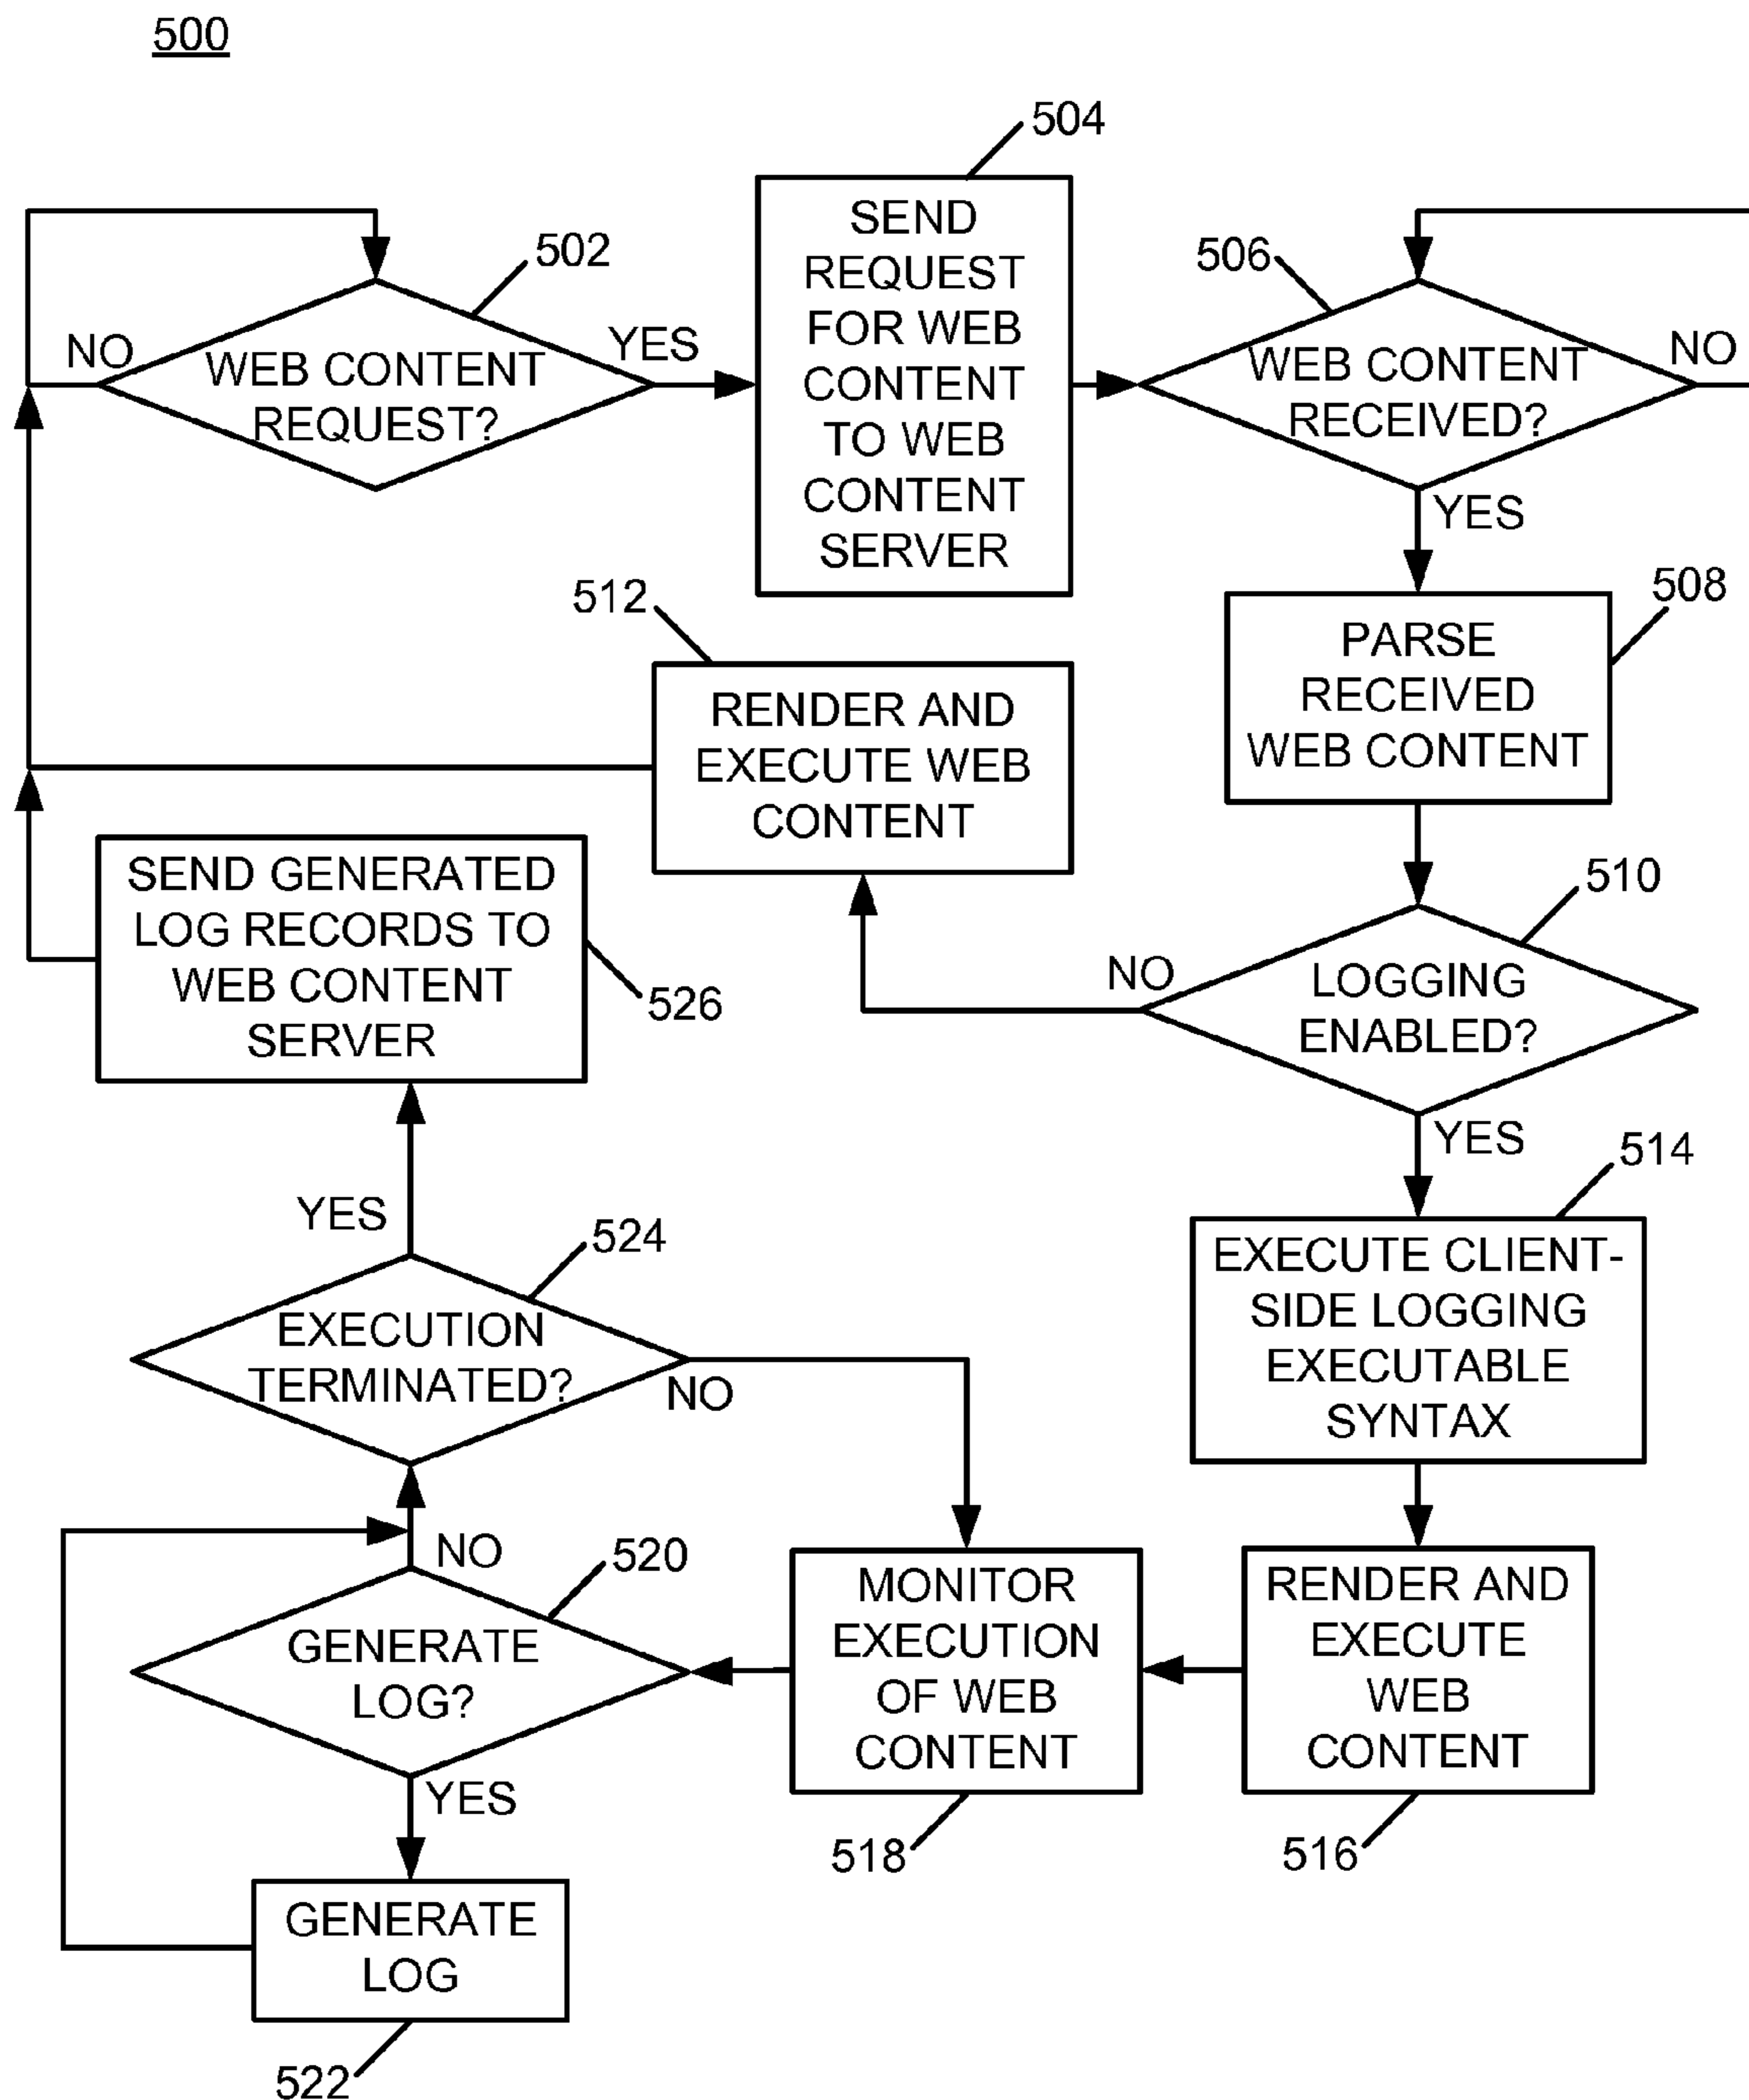 500
502
WEB CONTENT
REQUEST?
NO
YES
504
SEND
REQUEST
FOR WEB
CONTENT
TO WEB
CONTENT
SERVER
506
WEB CONTENT
RECEIVED?
NO
YES
508
PARSE
RECEIVED
WEB CONTENT
510
LOGGING
ENABLED?
NO
YES
512
RENDER AND
EXECUTE WEB
CONTENT
514
EXECUTE CLIENT-
SIDE LOGGING
EXECUTABLE
SYNTAX
RENDER AND
EXECUTE
WEB
CONTENT
516
MONITOR
EXECUTION
OF WEB
CONTENT
518
520
GENERATE
LOG?
NO
YES
GENERATE
LOG
522
524
EXECUTION
TERMINATED?
NO
YES
SEND GENERATED
LOG RECORDS TO
WEB CONTENT
SERVER
526